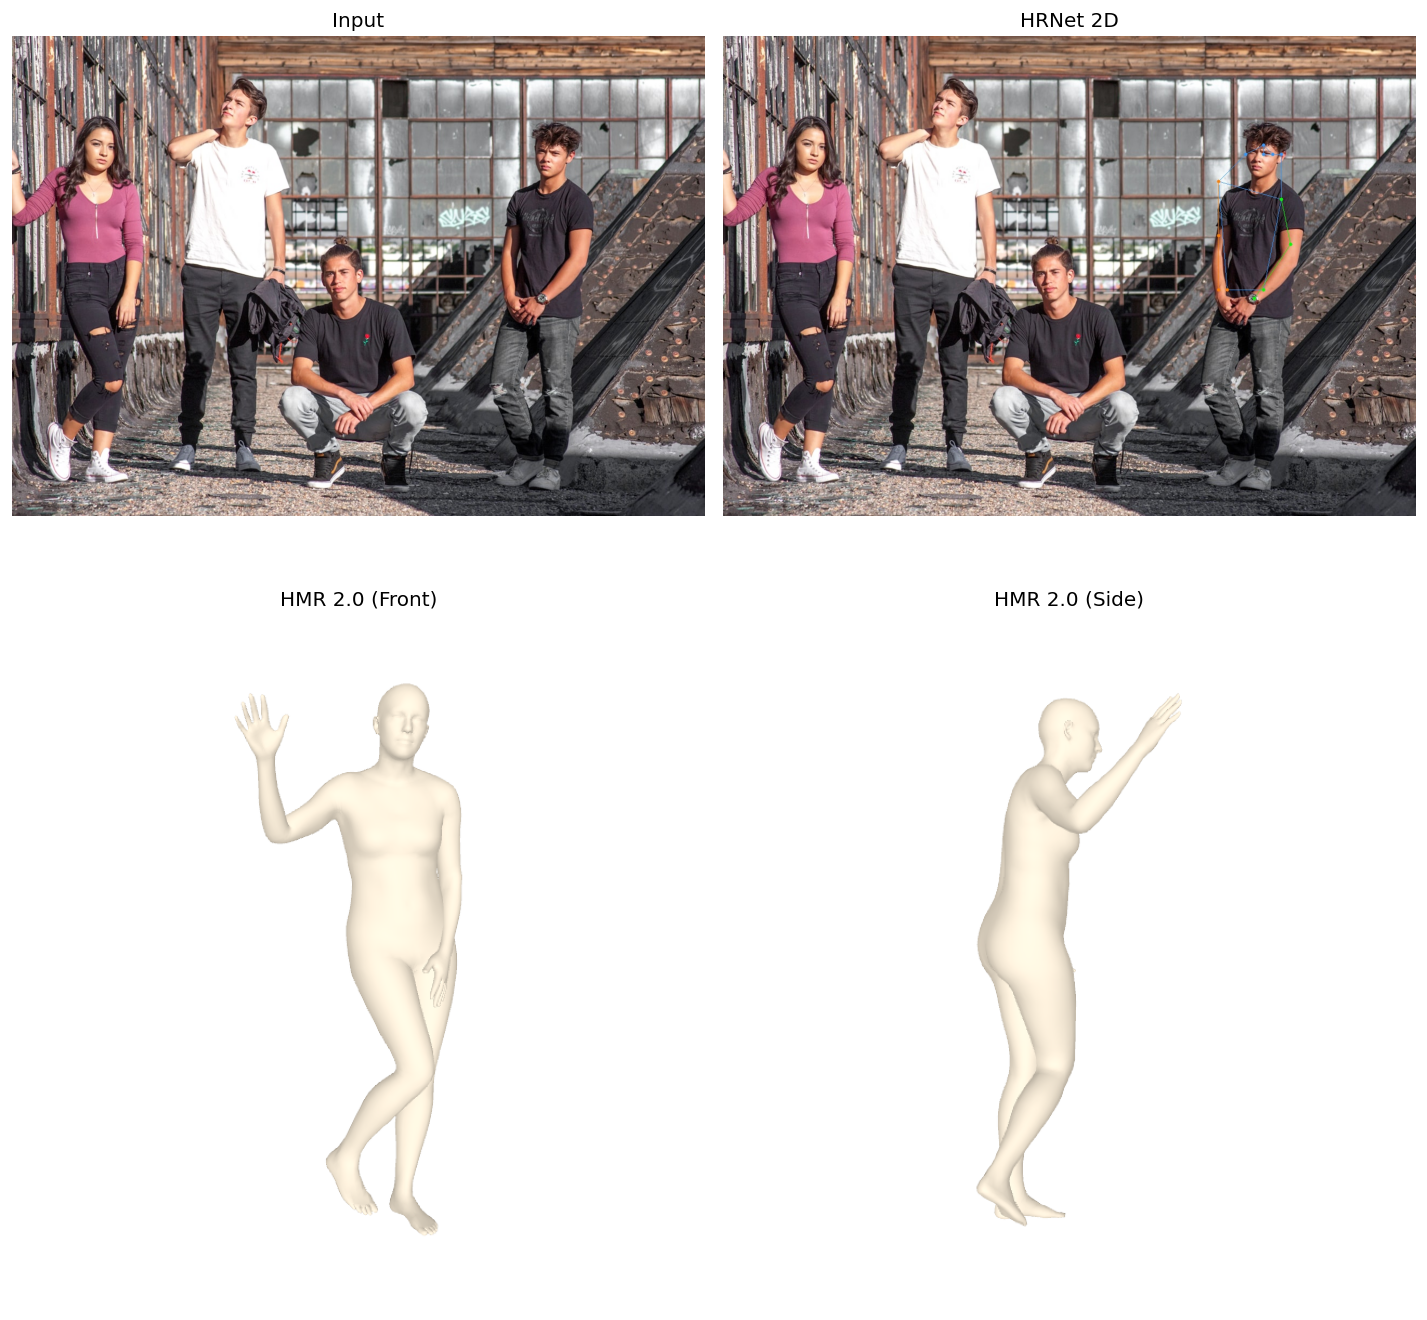 Input
HRNet 2D
HMR 2.0 (Front)
HMR 2.0 (Side)